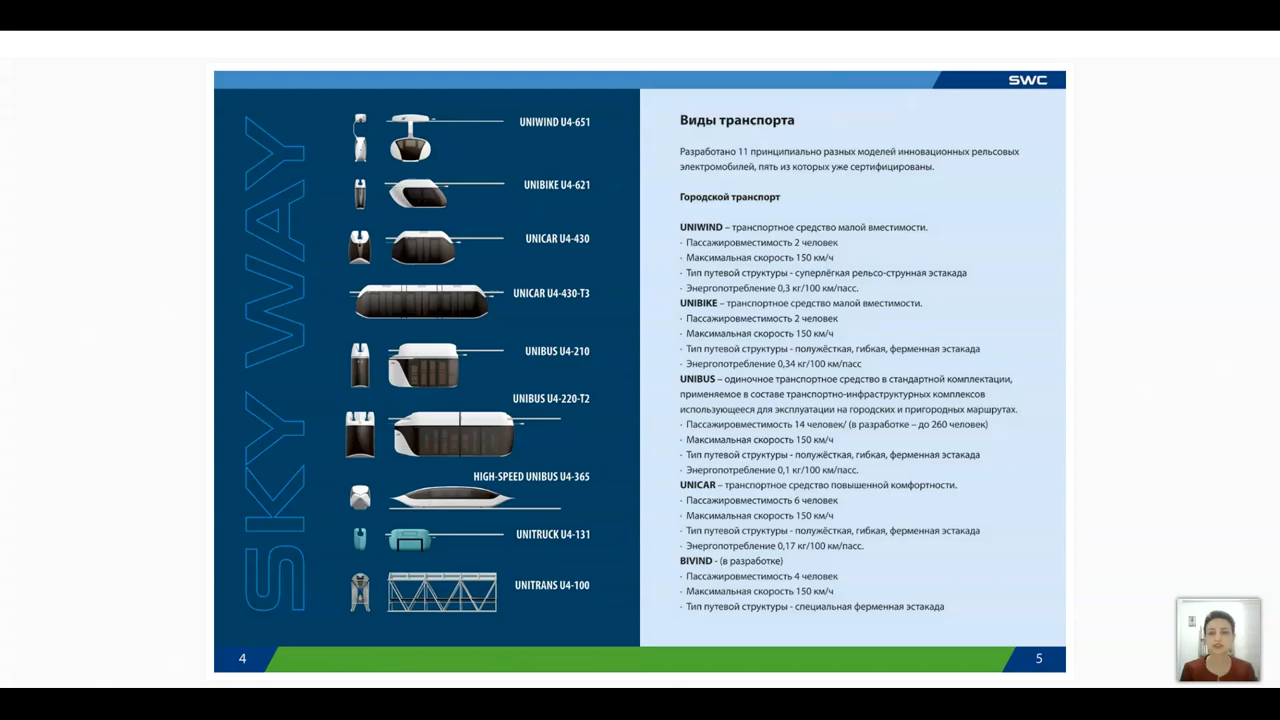 SWC
SKY WAY
UNIWIND U4-651
UNIBIKE U4-621
UNICAR U4-430
UNICAR U4-430-T3
UNIBUS U4-210
UNIBUS U4-220-T2
HIGH-SPEED UNIBUS U4-365
UNITRUCK U4-131
UNITRANS U4-100
4
Виды транспорта
Разработано 11 принципиально разных моделей инновационных рельсовых
электромобилей, пять из которых уже сертифицированы.
Городской транспорт
UNIWIND – транспортное средство малой вместимости.
· Пассажировместимость 2 человек
· Максимальная скорость 150 км/ч
· Тип путевой структуры - суперлёгкая рельсо-струнная эстакада
· Энергопотребление 0,3 кг/100 км/пасс.
UNIBIKE – транспортное средство малой вместимости.
· Пассажировместимость 2 человек
· Максимальная скорость 150 км/ч
· Тип путевой структуры - полужёсткая, гибкая, ферменная эстакада
· Энергопотребление 0,34 кг/100 км/пасс
UNIBUS – одиночное транспортное средство в стандартной комплектации,
применяемое в составе транспортно-инфраструктурных комплексов
использующееся для эксплуатации на городских и пригородных маршрутах.
· Пассажировместимость 14 человек/ (в разработке – до 260 человек)
· Максимальная скорость 150 км/ч
· Тип путевой структуры - полужёсткая, гибкая, ферменная эстакада
· Энергопотребление 0,1 кг/100 км/пасс.
UNICAR – транспортное средство повышенной комфортности.
· Пассажировместимость 6 человек
· Максимальная скорость 150 км/ч
· Тип путевой структуры - полужёсткая, гибкая, ферменная эстакада
· Энергопотребление 0,17 кг/100 км/пасс.
BIVIND - (в разработке)
· Пассажировместимость 4 человек
· Максимальная скорость 150 км/ч
· Тип путевой структуры - специальная ферменная эстакада
5